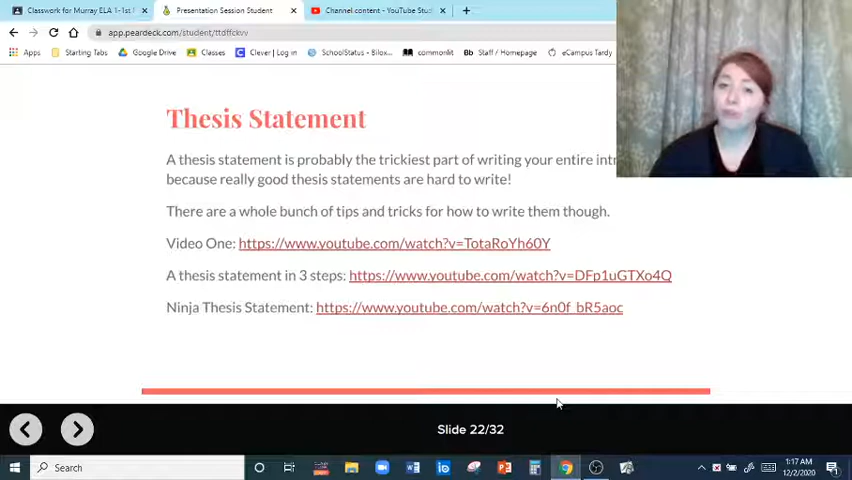 Classwork for Murray ELA 1-1st
Presentation Session Student
Channel content - YouTube Stud
app.peardeck.com/student/ttdffckvv
Apps
Starting Tabs
Google Drive
Classes
Clever | Log in
SchoolStatus - Bilox...
commonlit
Bb Staff / Homepage
eCampus Tardy
Thesis Statement
A thesis statement is probably the trickiest part of writing your entire intr
because really good thesis statements are hard to write!
There are a whole bunch of tips and tricks for how to write them though.
Video One: https://www.youtube.com/watch?v=TotaRoYh60Y
A thesis statement in 3 steps: https://www.youtube.com/watch?v=DFp1uGTXo4Q
Ninja Thesis Statement: https://www.youtube.com/watch?v=6n0f_bR5aoc
Slide 22/32
Search
1:17 AM
12/2/2020